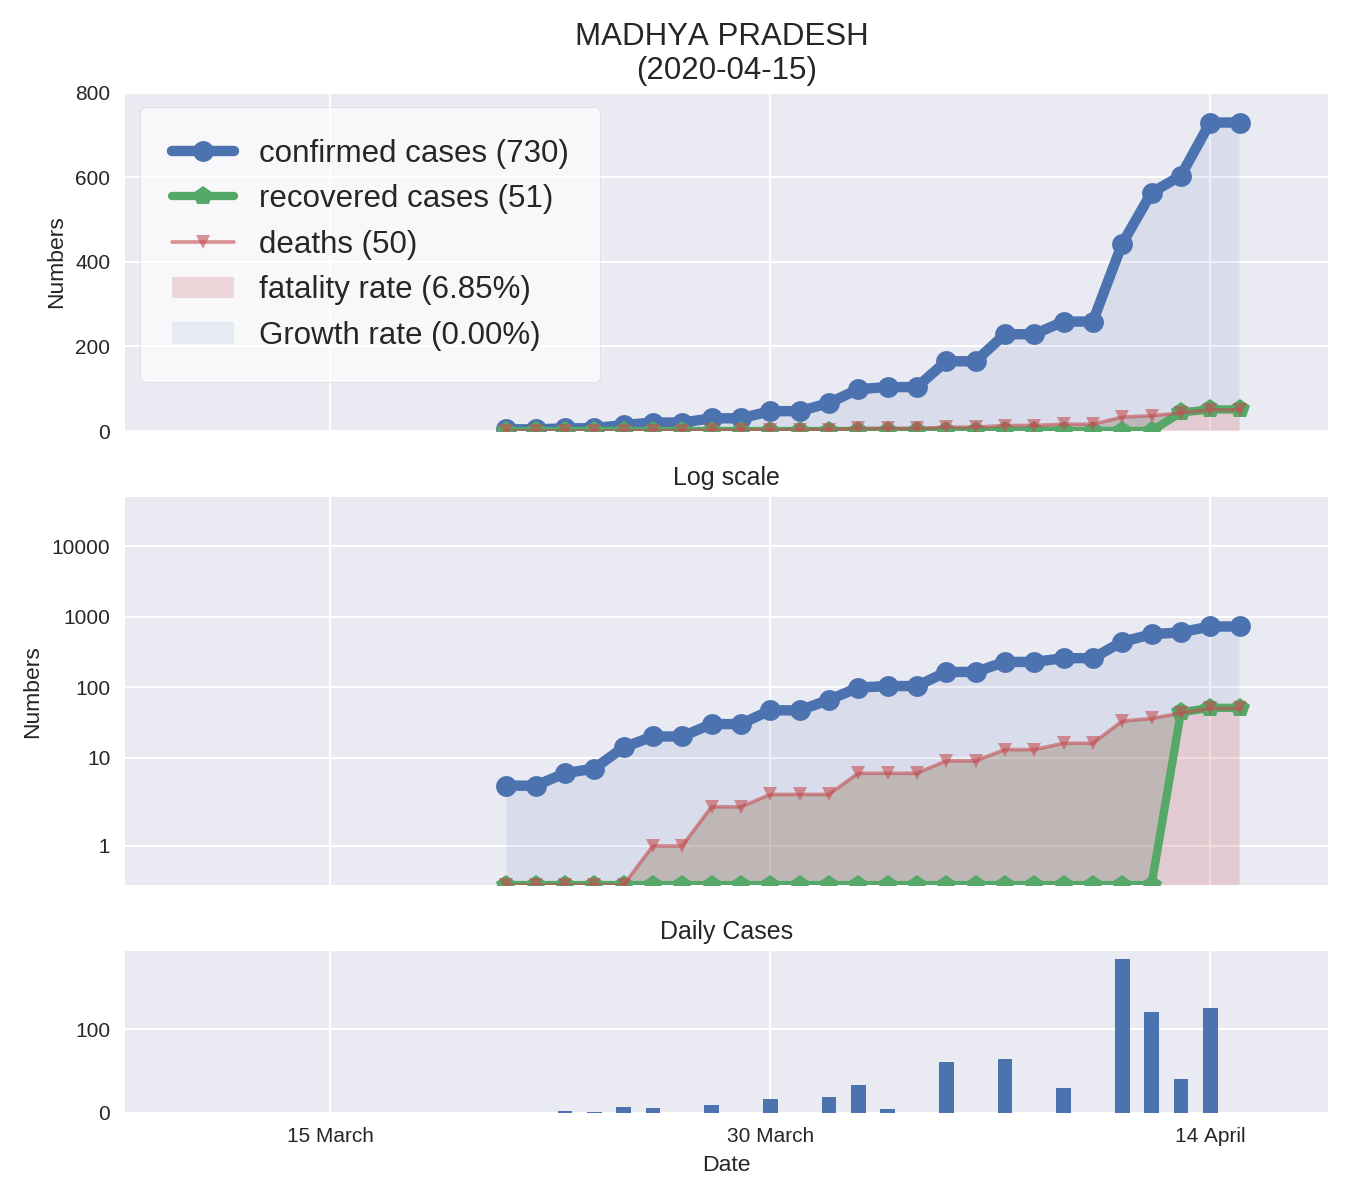 MADHYA PRADESH
(2020-04-15)
800
600
400
200
0
Numbers
confirmed cases (730)
recovered cases (51)
deaths (50)
fatality rate (6.85%)
Growth rate (0.00%)
Log scale
10000
1000
100
10
1
Numbers
Daily Cases
100
0
15 March
30 March
14 April
Date